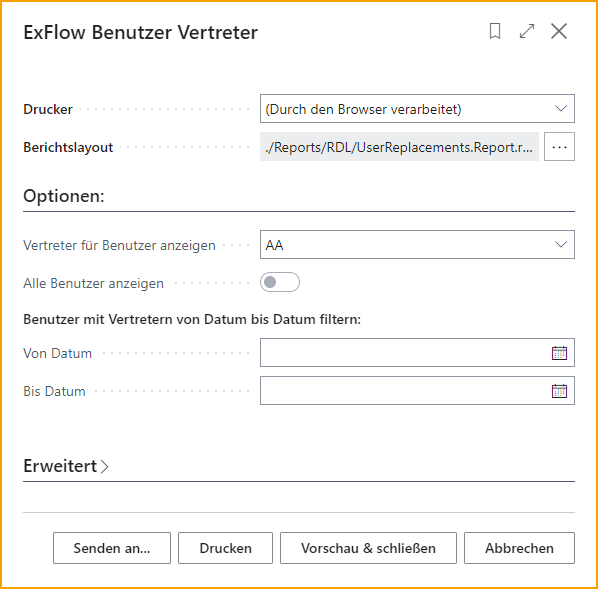 ExFlow Benutzer Vertreter
Drucker (Durch den Browser verarbeitet)
Berichtslayout ./Reports/RDL/UserReplacements.Report.r... ...
Optionen:
Vertreter für Benutzer anzeigen AA
Alle Benutzer anzeigen
Benutzer mit Vertretern von Datum bis Datum filtern:
Von Datum
Bis Datum
Erweitert
Senden an... Drucken Vorschau & schließen Abbrechen